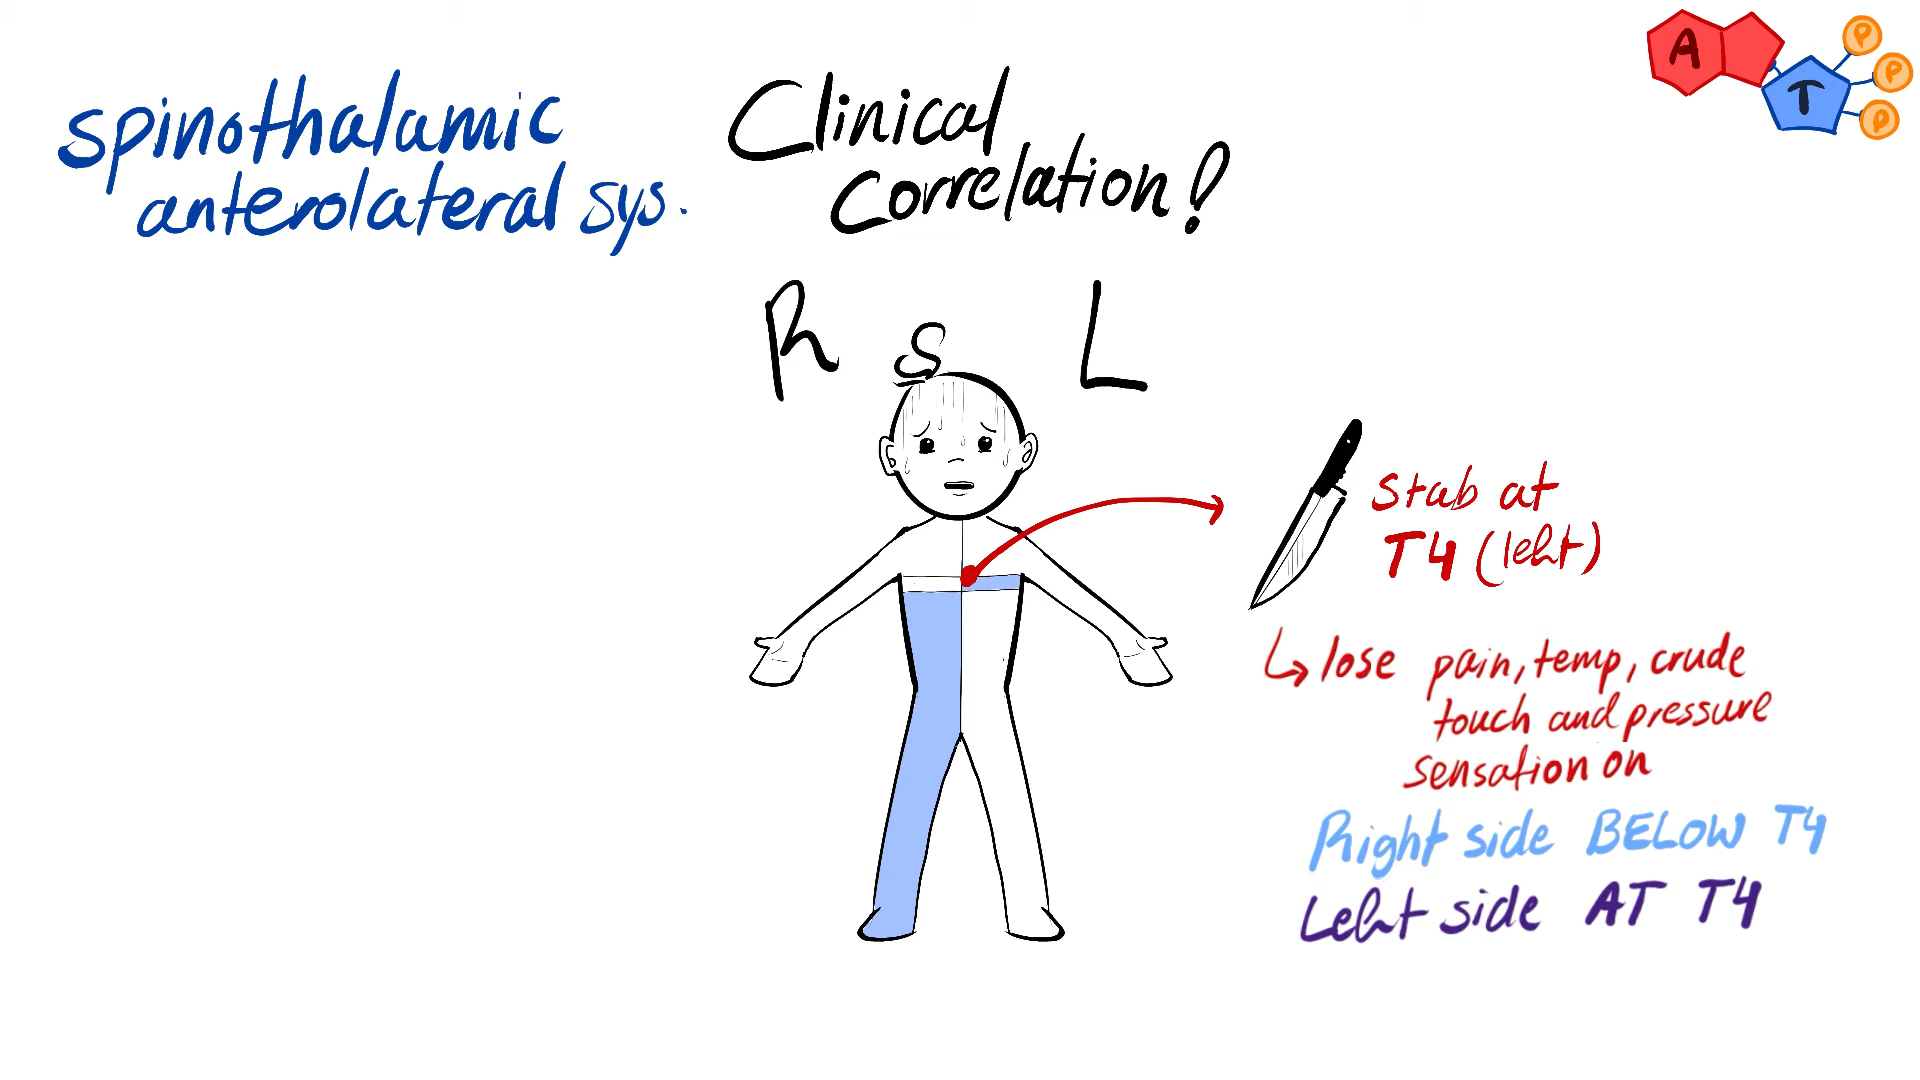 spinothalamic
anterolateral sys.
Clinical
correlation!
A
T
P
P
P
R
L
Stab at
T4 (left)
↳ lose pain, temp, crude
touch and pressure
sensation on
Right side BELOW T4
Left side AT T4